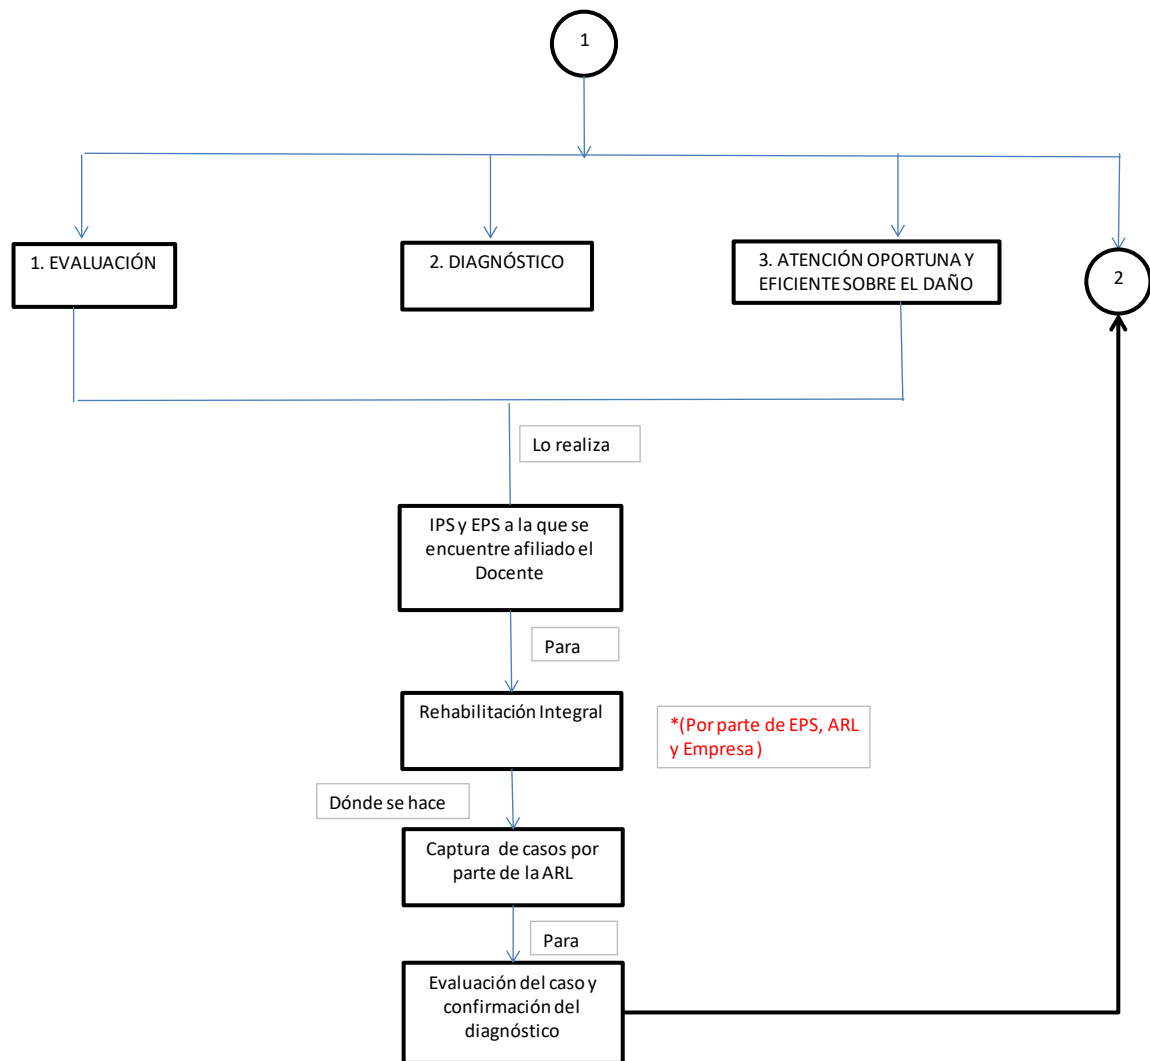 1
1. EVALUACIÓN
2. DIAGNÓSTICO
3. ATENCIÓN OPORTUNA Y
EFICIENTE SOBRE EL DAÑO
2
Lo realiza
IPS y EPS a la que se
encuentre afiliado el
Docente
Para
Rehabilitación Integral
*(Por parte de EPS, ARL
y Empresa )
Dónde se hace
Captura de casos por
parte de la ARL
Para
Evaluación del caso y
confirmación del
diagnóstico